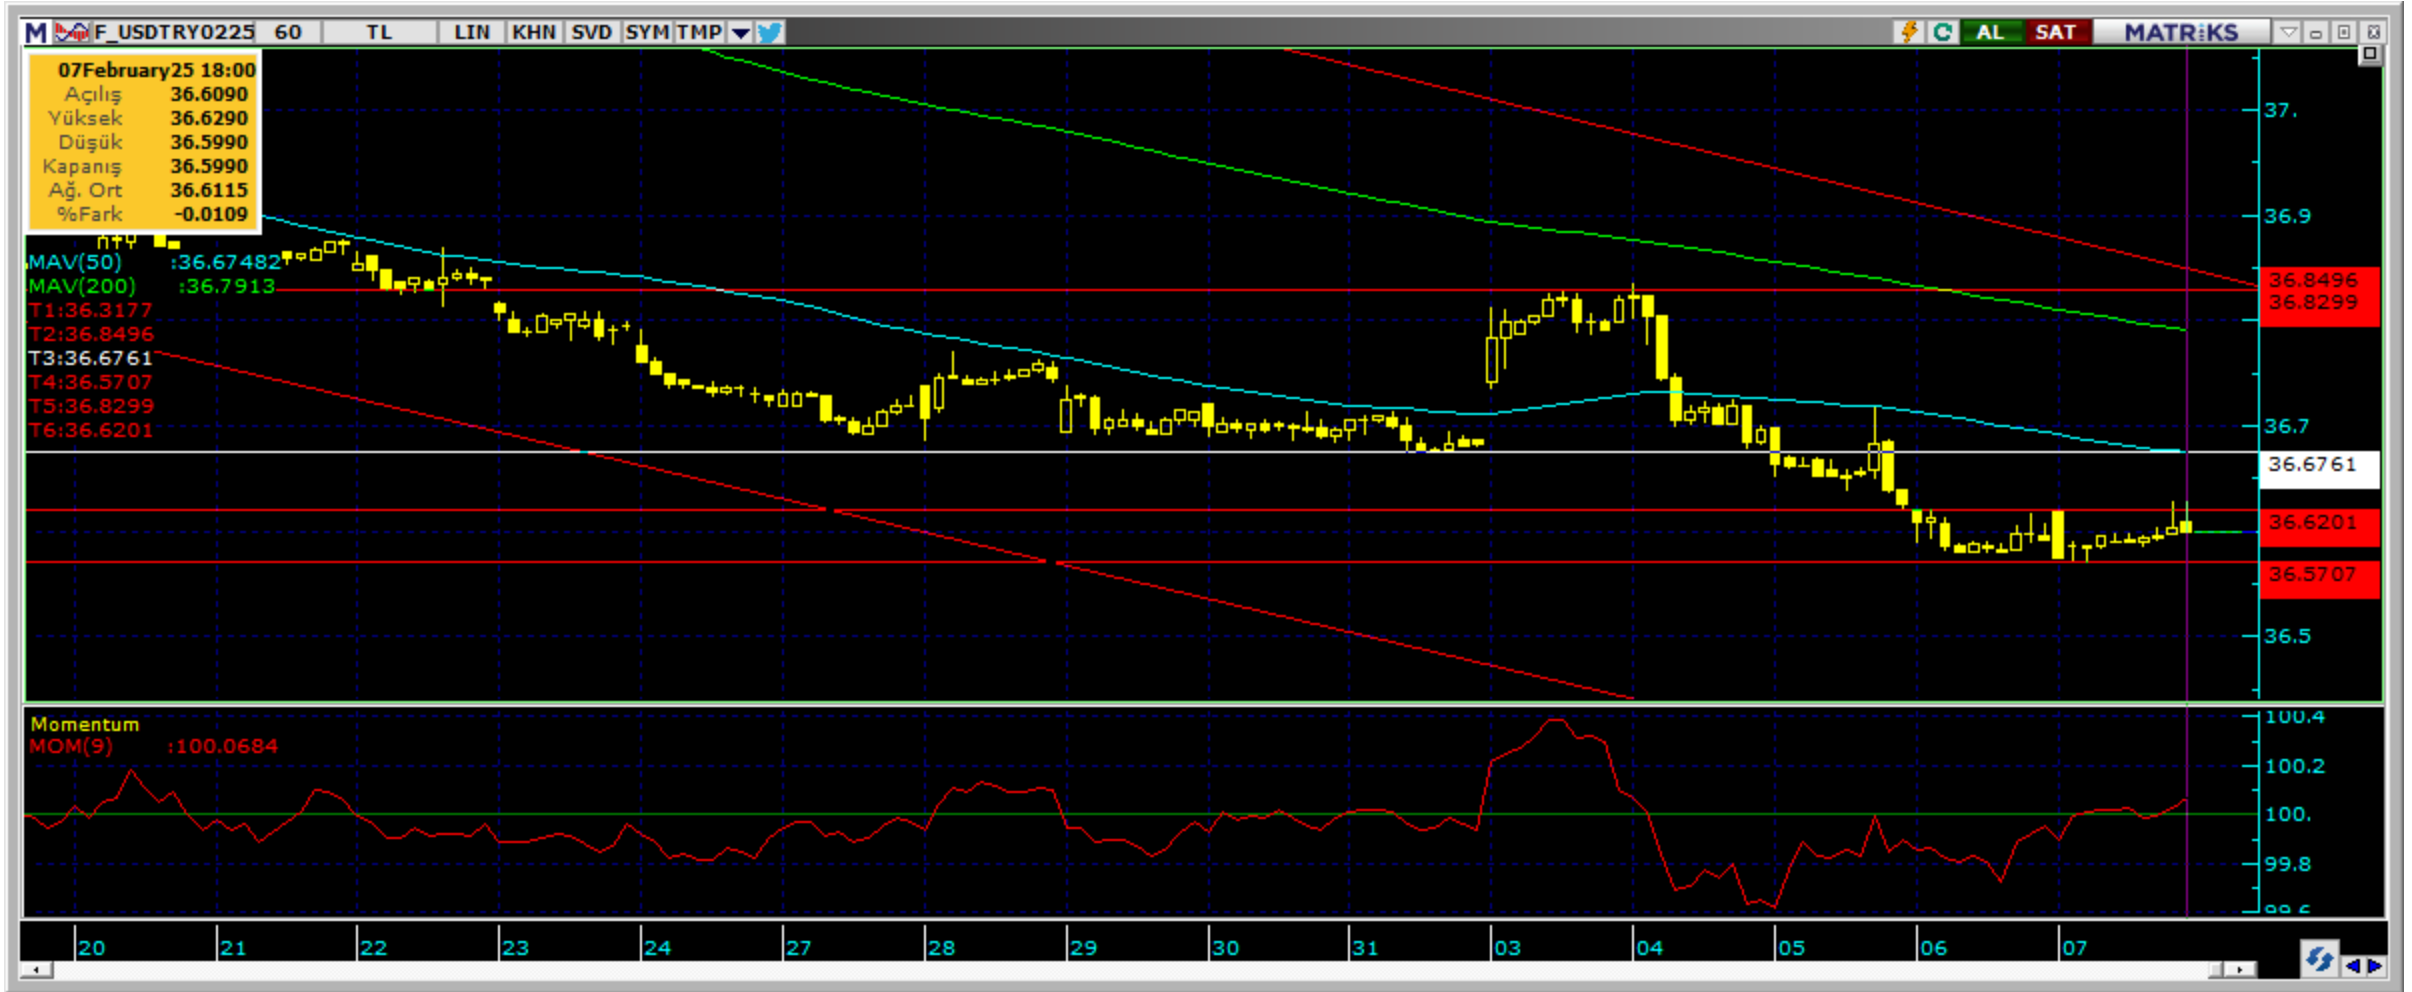 M F_USDTRY0225 60 TL LIN KHN SVD SYM TMP AL SAT MATRiKS
07February25 18:00
Açılış 36.6090
Yüksek 36.6290
Düşük 36.5990
Kapanış 36.5990
Ağ. Ort 36.6115
%Fark -0.0109
MAV(50) :36.67482
MAV(200) :36.7913
T1:36.3177
T2:36.8496
T3:36.6761
T4:36.5707
T5:36.8299
T6:36.6201
37.
36.9
36.8496
36.8299
36.7
36.6761
36.6201
36.5707
36.5
Momentum
MOM(9) :100.0684
100.4
100.2
100.
99.8
99.6
20 21 22 23 24 27 28 29 30 31 03 04 05 06 07